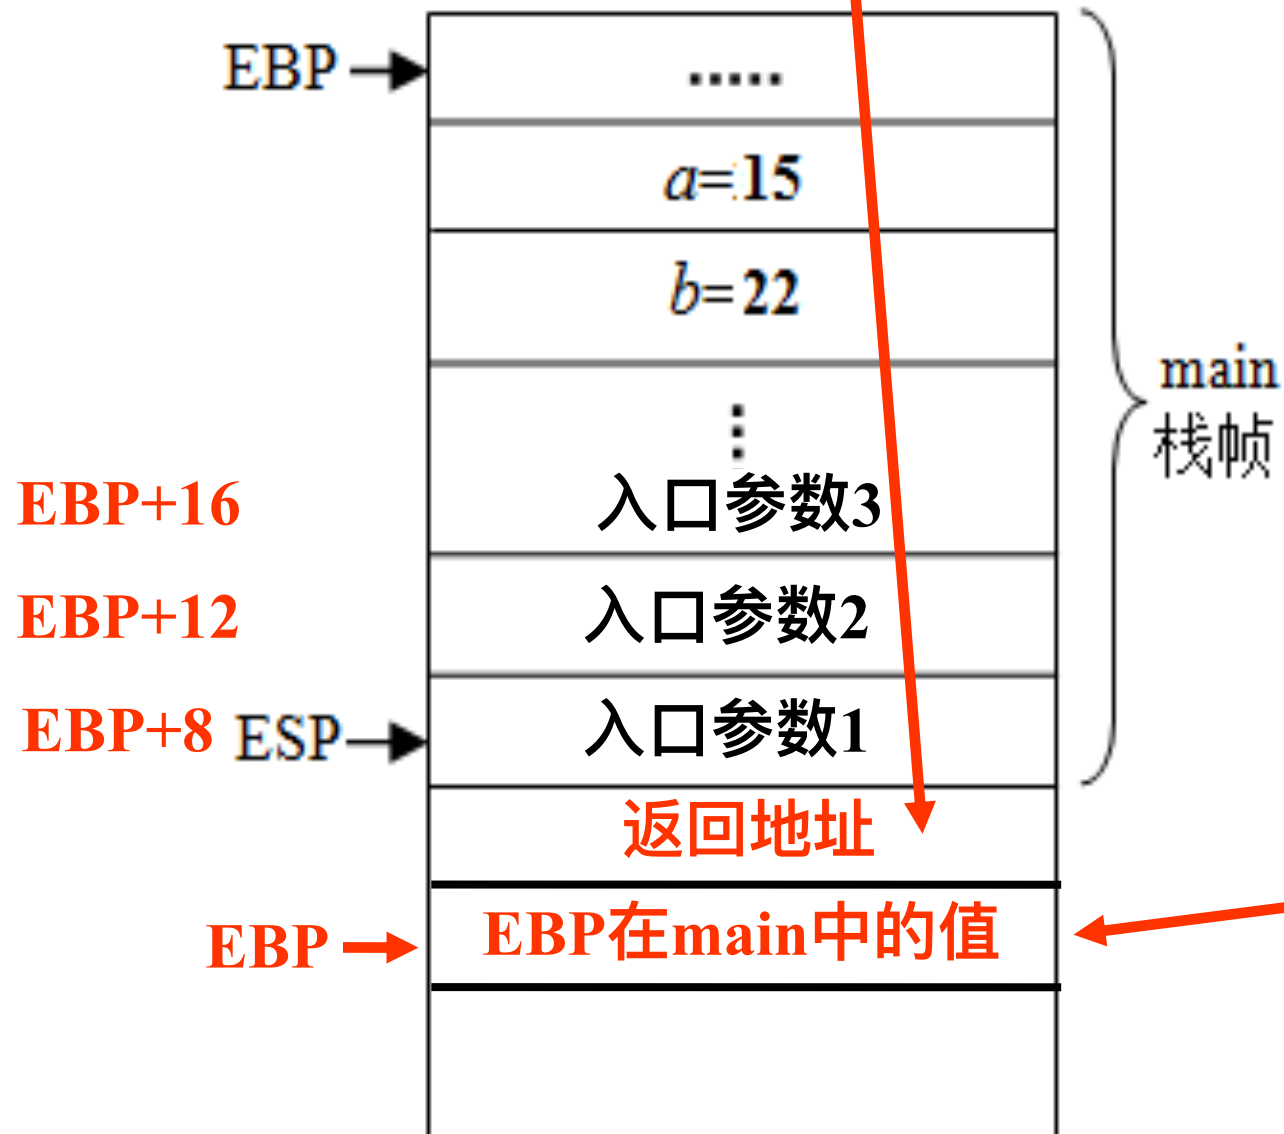 EBP
.....
a=15
b=22
main
栈帧
EBP+16
入口参数3
EBP+12
入口参数2
EBP+8
ESP
入口参数1
返回地址
EBP
EBP在main中的值